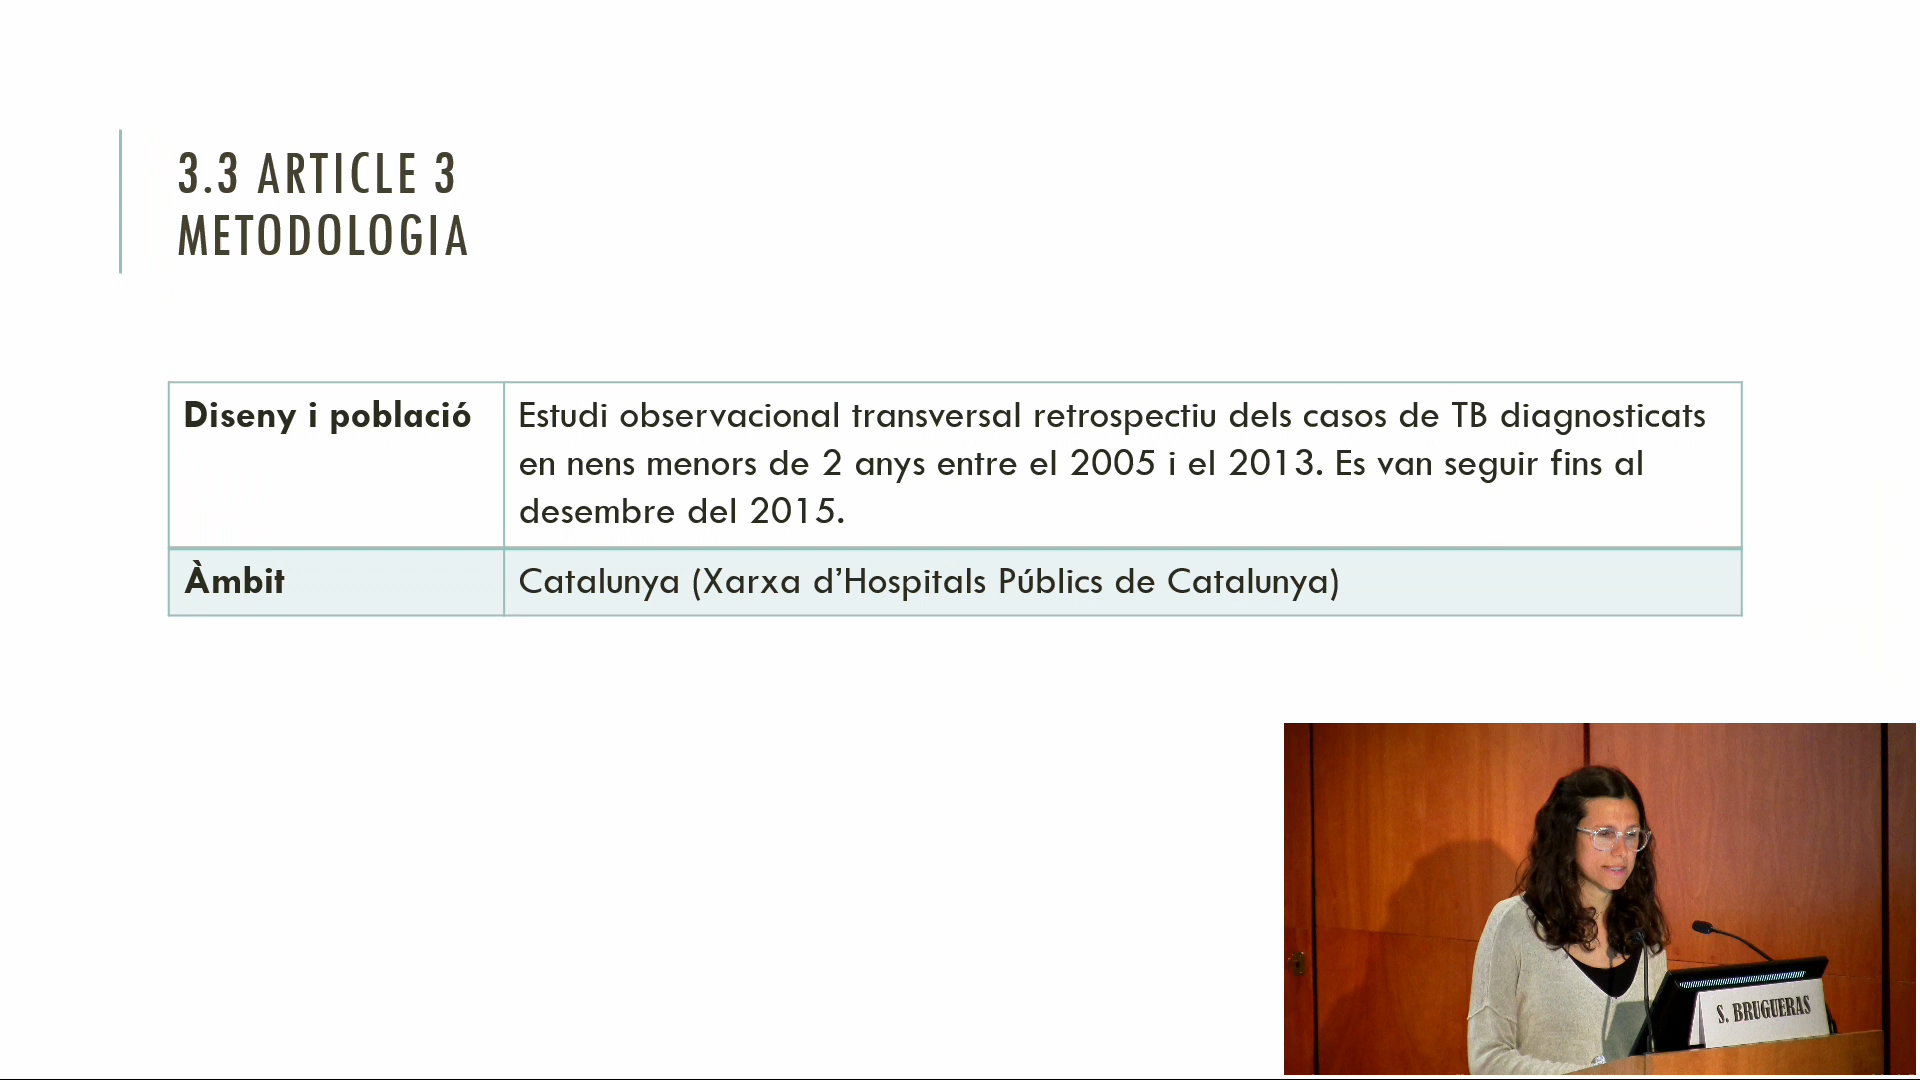 3.3 ARTICLE 3
METODOLOGIA
Diseny i població
Estudi observacional transversal retrospectiu dels casos de TB diagnosticats
en nens menors de 2 anys entre el 2005 i el 2013. Es van seguir fins al
desembre del 2015.
Àmbit
Catalunya (Xarxa d’Hospitals Públics de Catalunya)
S. BRUGUERAS